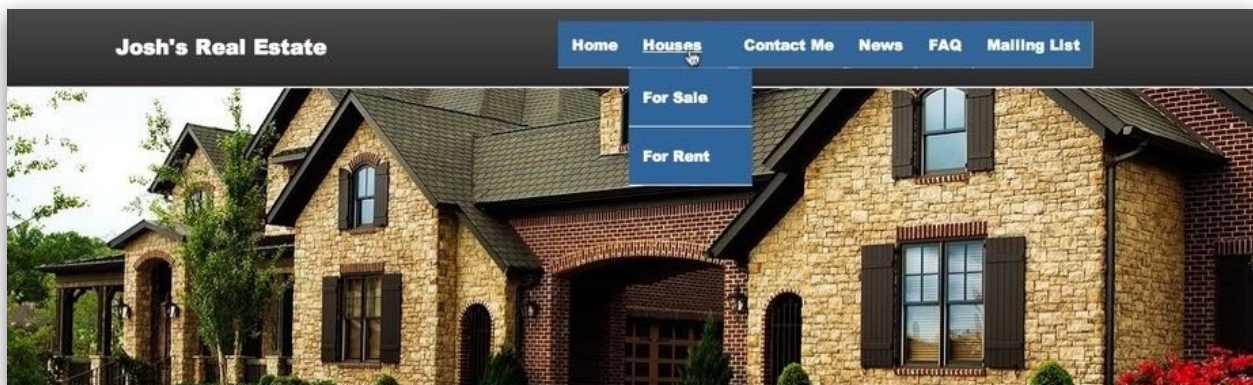 Josh's Real Estate
Home Houses Contact Me News FAQ Mailing List
For Sale
For Rent